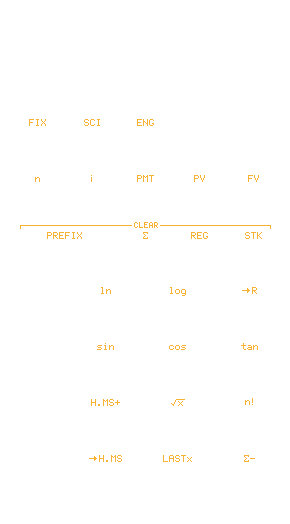 FIX SCI ENG
n i PMT PV FV
CLEAR
PREFIX Σ REG STK
ln log →R
sin cos tan
H.MS+ √x n!
→H.MS LASTx Σ-